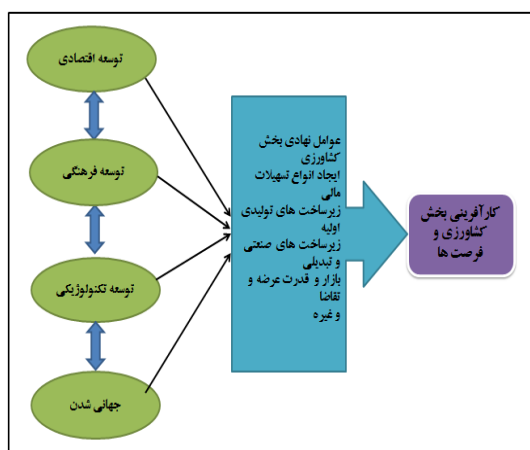 توسعه اقتصادی
توسعه فرهنگی
توسعه تکنولوژیکی
جهانی شدن
عوامل نهادی بخش
کشاورزی
ایجاد انواع تسهیلات
مالی
زیرساخت های تولیدی
اولیه
زیرساخت های صنعتی
و تبدیلی
بازار و قدرت عرضه و
تقاضا
و غیره
کارآفرینی بخش
کشاورزی و
فرصت ها